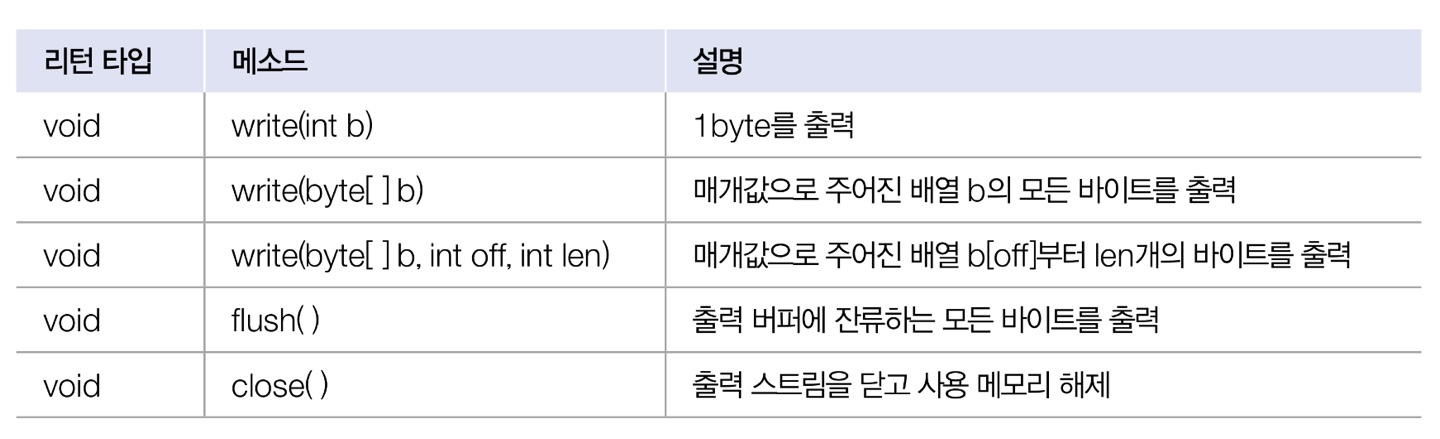 리턴 타입 메소드 설명
void write(int b) 1byte를 출력
void write(byte[ ] b) 매개값으로 주어진 배열 b의 모든 바이트를 출력
void write(byte[ ] b, int off, int len) 매개값으로 주어진 배열 b[off]부터 len개의 바이트를 출력
void flush( ) 출력 버퍼에 잔류하는 모든 바이트를 출력
void close( ) 출력 스트림을 닫고 사용 메모리 해제